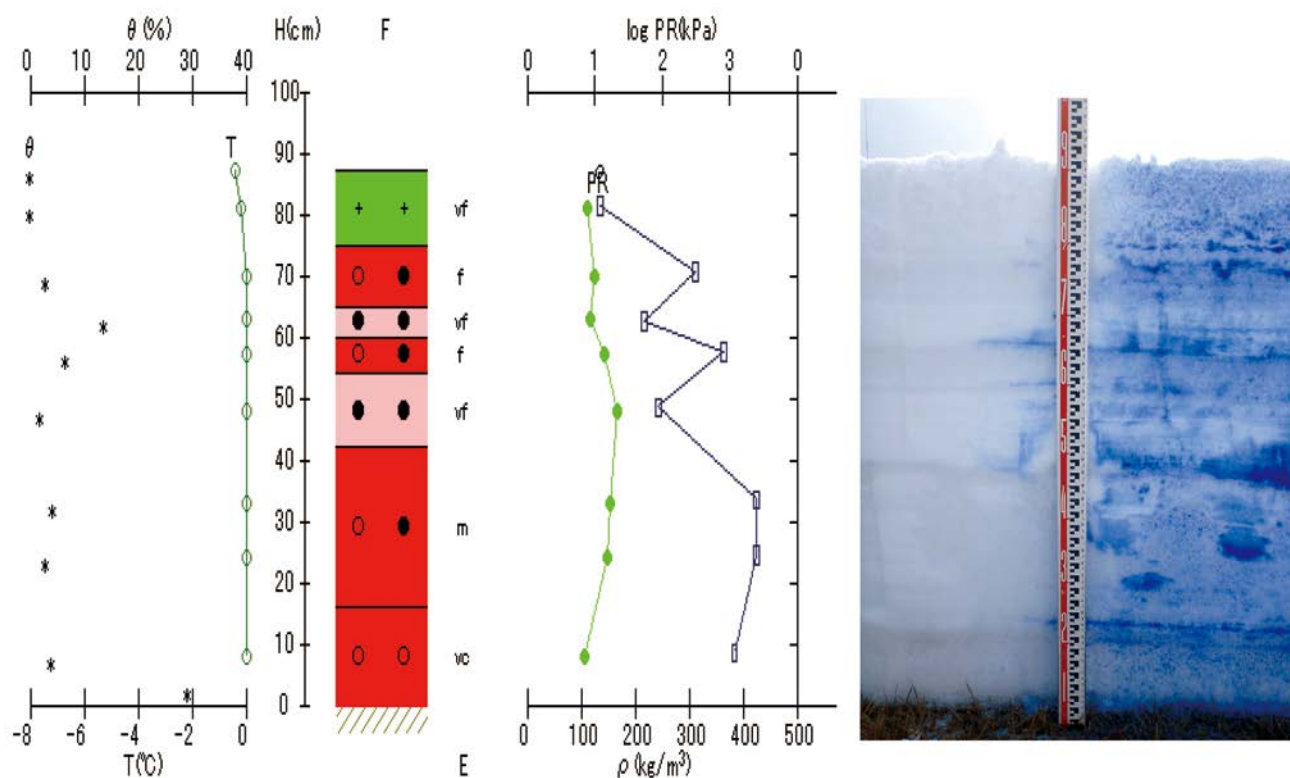 θ (%) H(cm) F log PR(kPa)
0 10 20 30 40 0 1 2 3 0
100
θ T 90
PR
80 + + vf
70 f
vf
60
f
50
vf
40
30 m
20
10 vc
0
-8 -6 -4 -2 0 0 100 200 300 400 500
T(℃) E ρ (kg/m³)